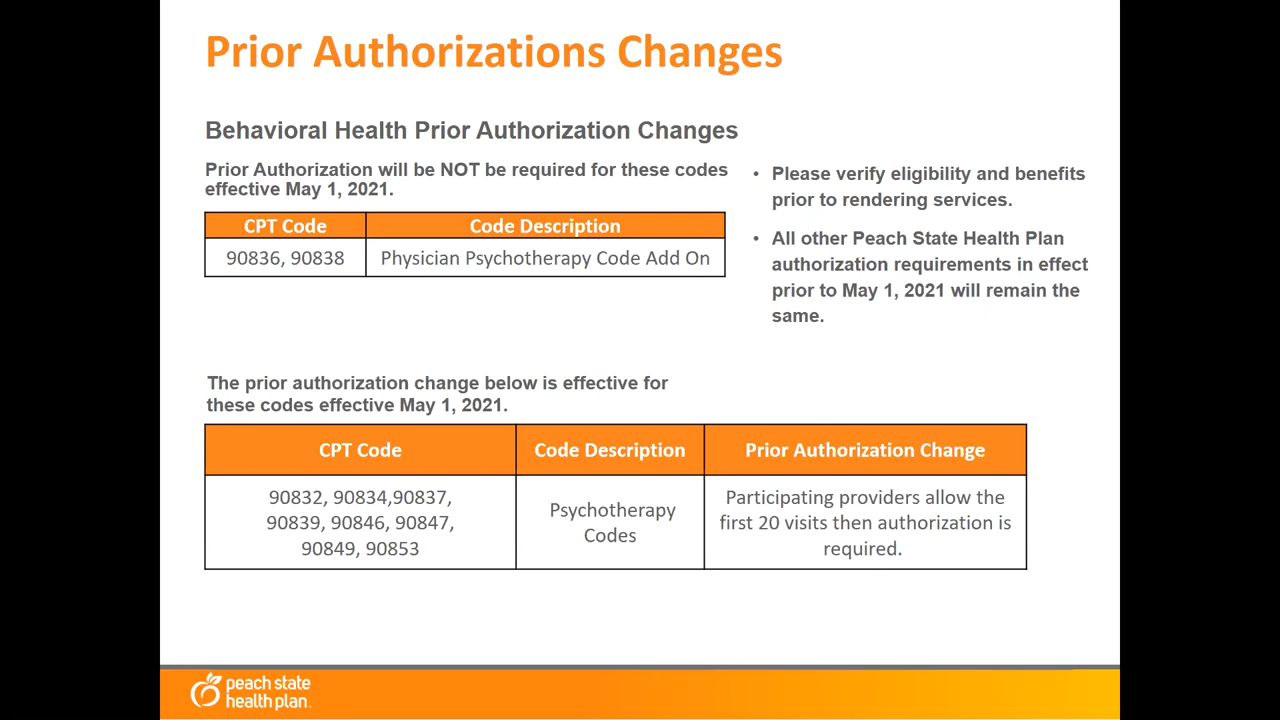 Prior Authorizations Changes
Behavioral Health Prior Authorization Changes
Prior Authorization will be NOT be required for these codes
effective May 1, 2021.
CPT Code
Code Description
90836, 90838
Physician Psychotherapy Code Add On
• Please verify eligibility and benefits
prior to rendering services.
• All other Peach State Health Plan
authorization requirements in effect
prior to May 1, 2021 will remain the
same.
The prior authorization change below is effective for
these codes effective May 1, 2021.
CPT Code
Code Description
Prior Authorization Change
90832, 90834,90837,
90839, 90846, 90847,
90849, 90853
Psychotherapy
Codes
Participating providers allow the
first 20 visits then authorization is
required.
peach state
health plan.